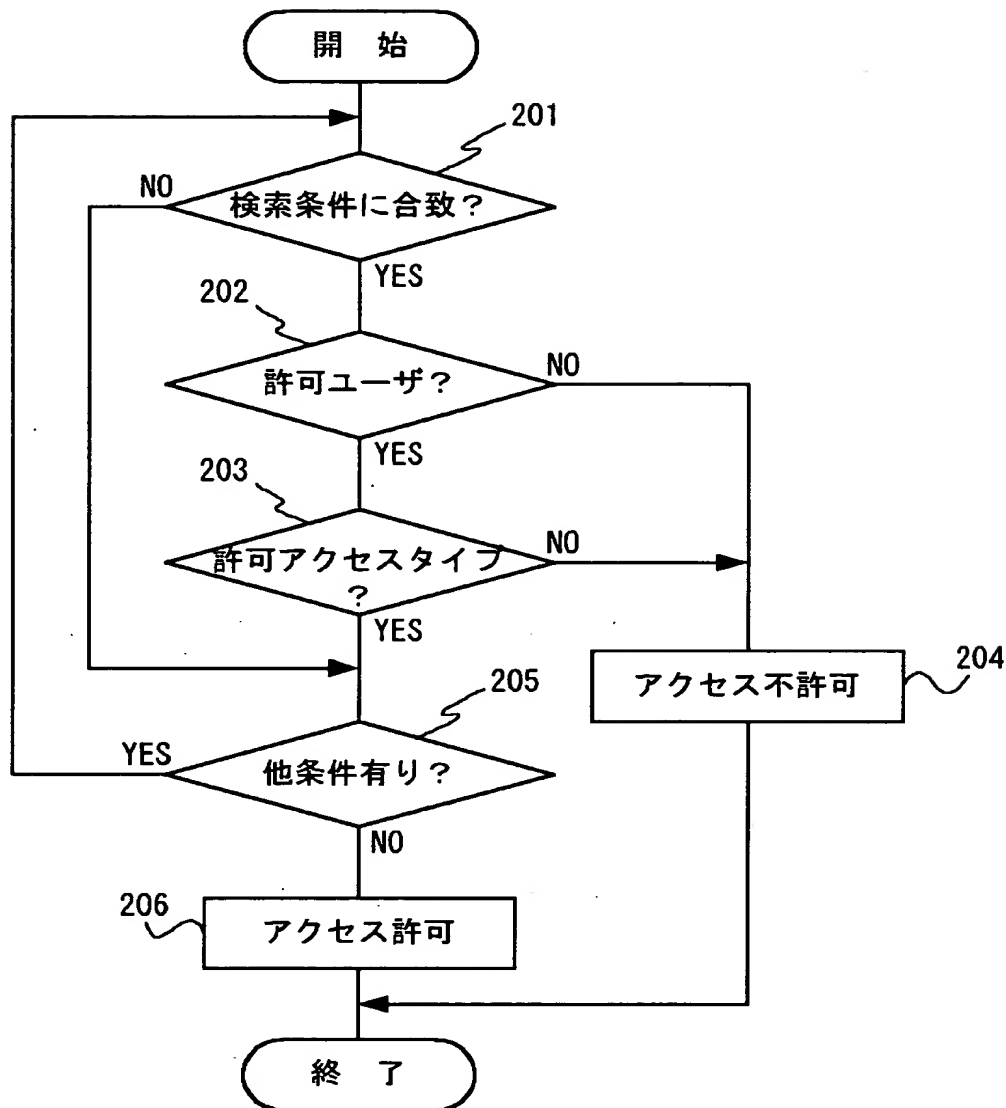 開 始
201
NO
検索条件に合致？
YES
202
NO
許可ユーザ？
YES
203
NO
許可アクセスタイプ
？
YES
205
204
アクセス不許可
YES
他条件有り？
NO
206
アクセス許可
終 了